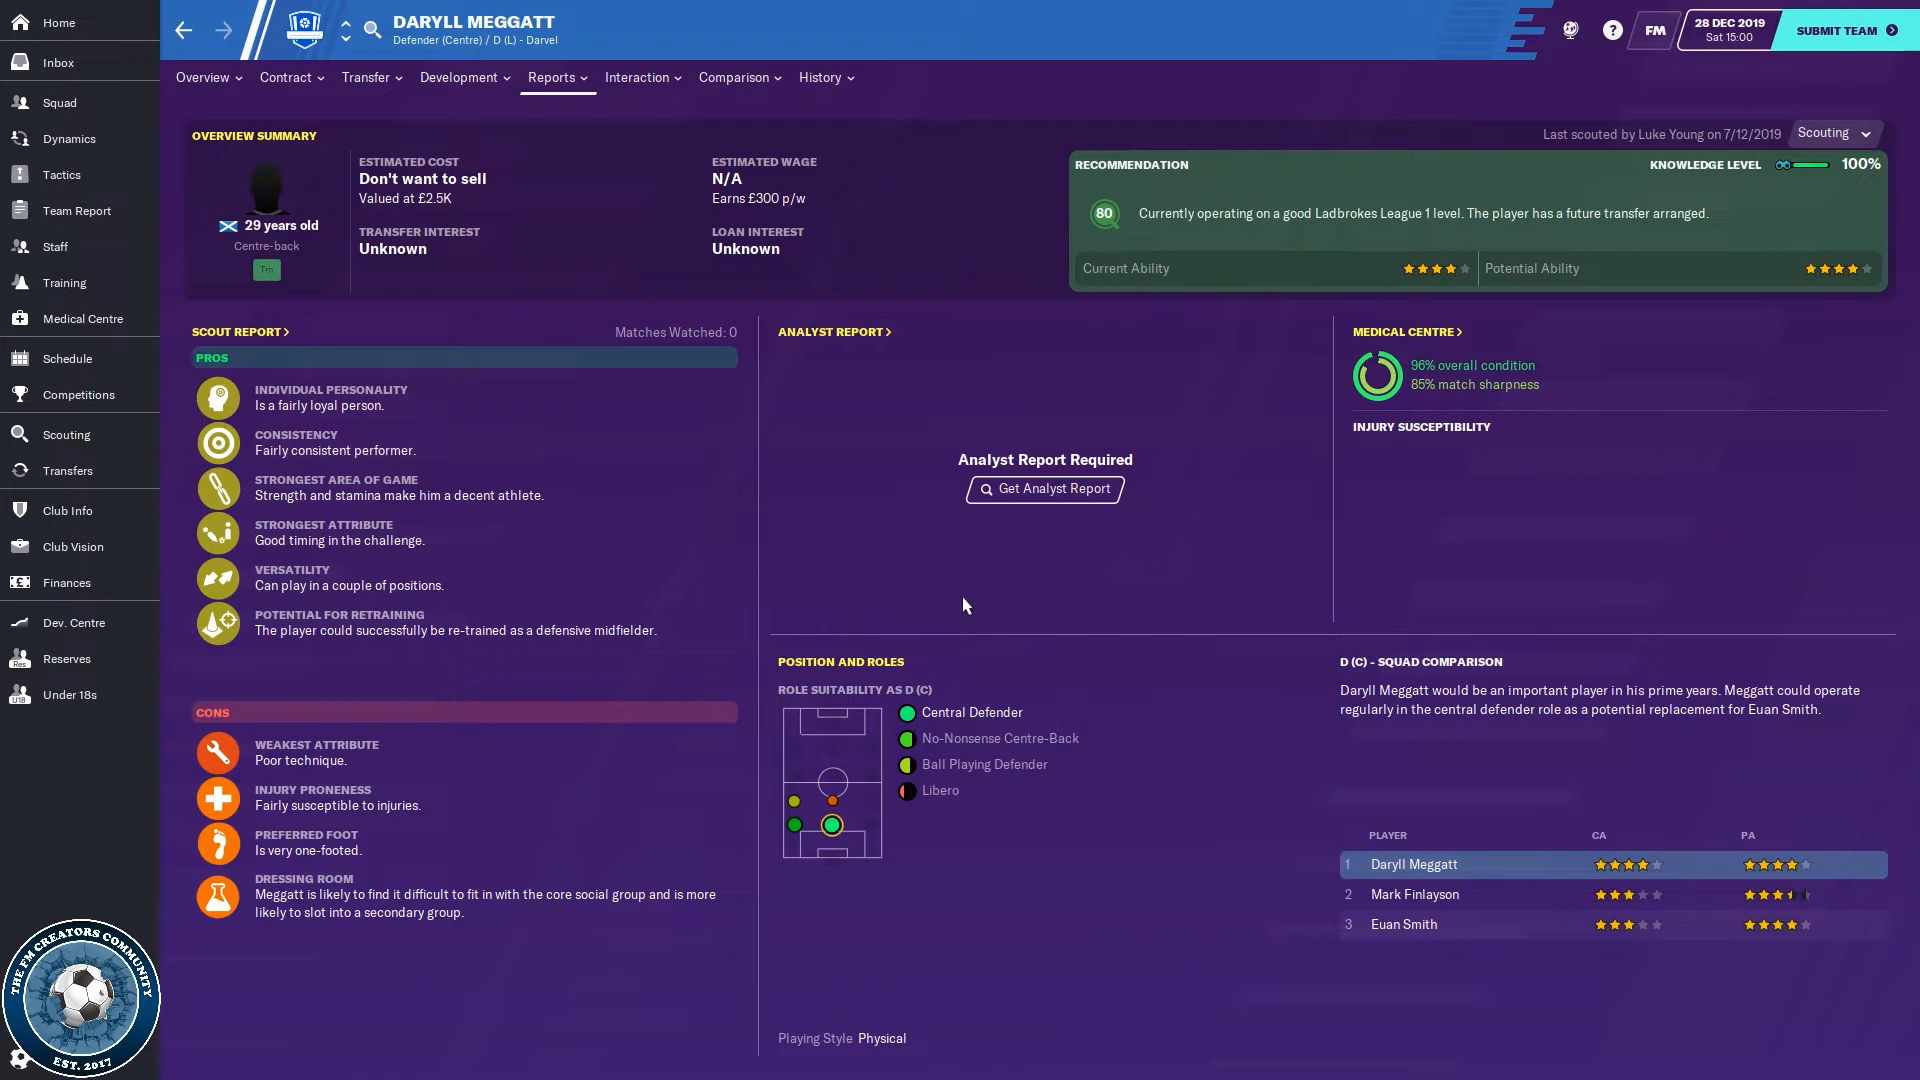 Home
Inbox
Squad
Dynamics
Tactics
Team Report
Staff
Training
Medical Centre
Schedule
Competitions
Scouting
Transfers
Club Info
Club Vision
Finances
Dev. Centre
Res
Reserves
U18
Under 18s
THE FM CREATORS COMMUNITY
EST. 2017
DARYLL MEGGATT
Defender (Centre) / D (L) - Darvel
?
FM
28 DEC 2019
Sat 15:00
SUBMIT TEAM
Overview Contract Transfer Development Reports Interaction Comparison History
OVERVIEW SUMMARY
Last scouted by Luke Young on 7/12/2019
Scouting
29 years old
Centre-back
Trn
ESTIMATED COST
Don't want to sell
Valued at £2.5K
TRANSFER INTEREST
Unknown
ESTIMATED WAGE
N/A
Earns £300 p/w
LOAN INTEREST
Unknown
RECOMMENDATION
KNOWLEDGE LEVEL 100%
80
Currently operating on a good Ladbrokes League 1 level. The player has a future transfer arranged.
Current Ability
Potential Ability
SCOUT REPORT >
Matches Watched: 0
PROS
INDIVIDUAL PERSONALITY
Is a fairly loyal person.
CONSISTENCY
Fairly consistent performer.
STRONGEST AREA OF GAME
Strength and stamina make him a decent athlete.
STRONGEST ATTRIBUTE
Good timing in the challenge.
VERSATILITY
Can play in a couple of positions.
POTENTIAL FOR RETRAINING
The player could successfully be re-trained as a defensive midfielder.
CONS
WEAKEST ATTRIBUTE
Poor technique.
INJURY PRONENESS
Fairly susceptible to injuries.
PREFERRED FOOT
Is very one-footed.
DRESSING ROOM
Meggatt is likely to find it difficult to fit in with the core social group and is more
likely to slot into a secondary group.
ANALYST REPORT >
Analyst Report Required
Get Analyst Report
MEDICAL CENTRE >
96% overall condition
85% match sharpness
INJURY SUSCEPTIBILITY
POSITION AND ROLES
ROLE SUITABILITY AS D (C)
Central Defender
No-Nonsense Centre-Back
Ball Playing Defender
Libero
Playing Style Physical
D (C) - SQUAD COMPARISON
Daryll Meggatt would be an important player in his prime years. Meggatt could operate
regularly in the central defender role as a potential replacement for Euan Smith.
PLAYER CA PA
1 Daryll Meggatt
2 Mark Finlayson
3 Euan Smith